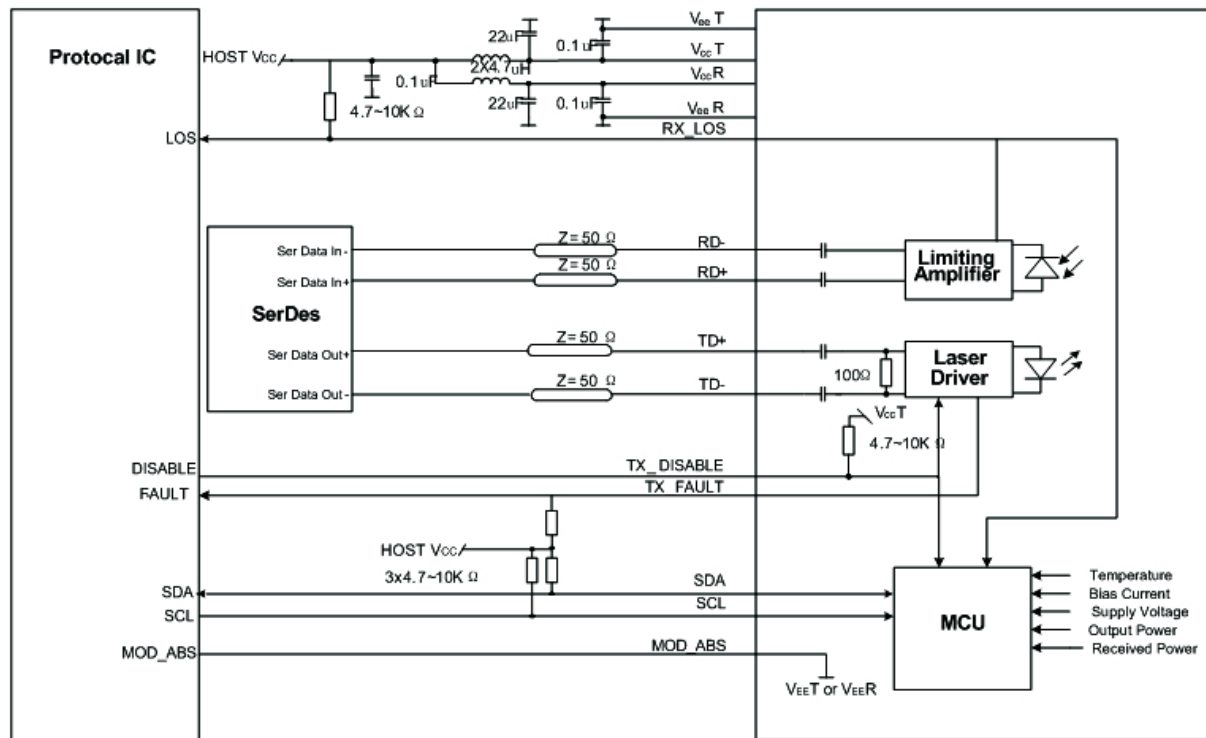 Protocal IC
HOST Vcc
22uF
0.1uF
VeeT
VccT
2X4.7uH
VccR
0.1uF
4.7~10K Ω
22uF
0.1uF
VeeR
LOS
RX_LOS
Ser Data In -
Z= 50 Ω
RD-
Limiting
Amplifier
Ser Data In+
Z= 50 Ω
RD+
SerDes
Ser Data Out+
Z= 50 Ω
TD+
Laser
Driver
100Ω
Ser Data Out -
Z= 50 Ω
TD-
VccT
4.7~10K Ω
DISABLE
TX_DISABLE
FAULT
TX_FAULT
HOST Vcc
3x4.7~10K Ω
SDA
SDA
SCL
SCL
MCU
Temperature
Bias Current
Supply Voltage
Output Power
Received Power
MOD_ABS
MOD_ABS
VEET or VEER